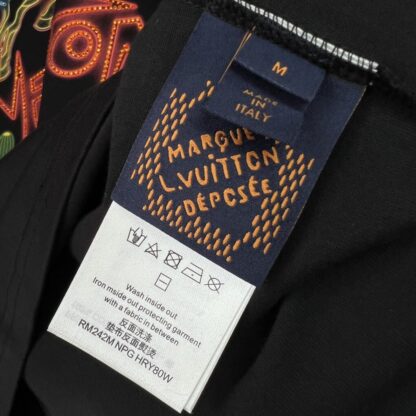 M
MADE
IN
ITALY
MARQUE
L.VUITTON
DÉPOSÉE
Wash inside out
Iron inside out protecting garment
with a fabric in between
反面洗涤
垫布反面熨烫
RM242M NPG HRY80W